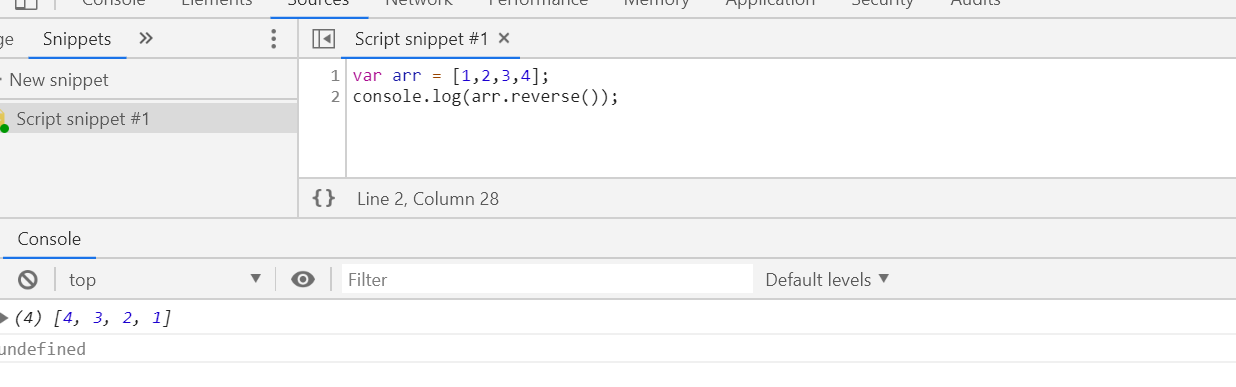 Console Elements Sources Network Performance Memory Application Security Audits
Snippets
Script snippet #1
New snippet
Script snippet #1
1 var arr = [1,2,3,4];
2 console.log(arr.reverse());
{} Line 2, Column 28
Console
top Filter Default levels
(4) [4, 3, 2, 1]
undefined